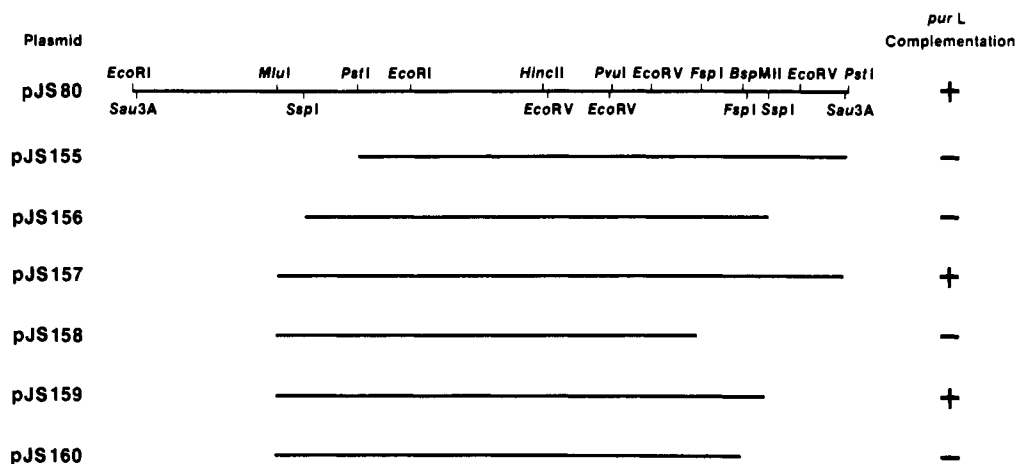 pur L
Plasmid Complementation
EcoRI MluI PstI EcoRI HincII PvuI EcoRV FspI BspMII EcoRV PstI
pJS80 +
Sau3A SspI EcoRV EcoRV FspI SspI Sau3A
pJS155 −
pJS156 −
pJS157 +
pJS158 −
pJS159 +
pJS160 −